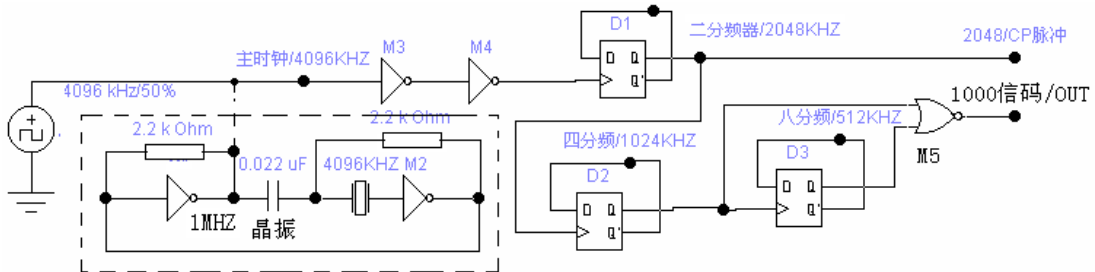 D1
二分频器/2048KHZ
2048/CP脉冲
M3
M4
主时钟/4096KHZ
D Q
Q'
4096 kHz/50%
1000信码/OUT
2.2 k Ohm
2.2 k Ohm
四分频/1024KHZ
八分频/512KHZ
M5
0.022 uF
4096KHZ
M2
D2
D3
D Q
Q'
D Q
Q'
1MHZ
晶振